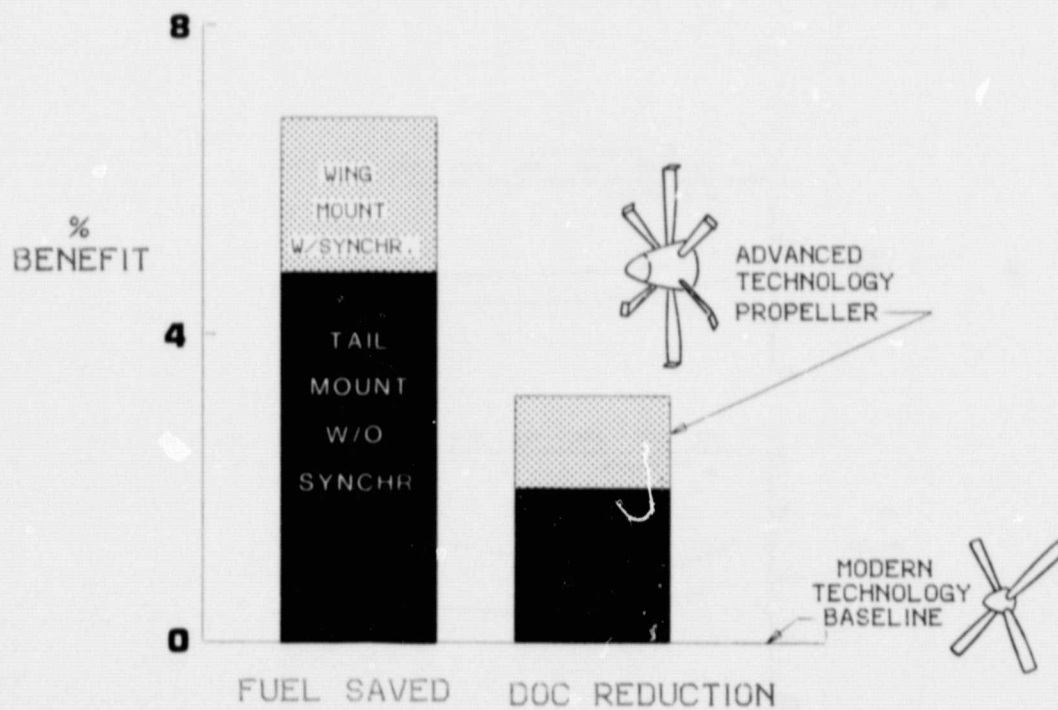 8
%
BENEFIT
4
0
WING
MOUNT
W/SYNCHR.
TAIL
MOUNT
W/O
SYNCHR
ADVANCED
TECHNOLOGY
PROPELLER
MODERN
TECHNOLOGY
BASELINE
FUEL SAVED
DOC REDUCTION